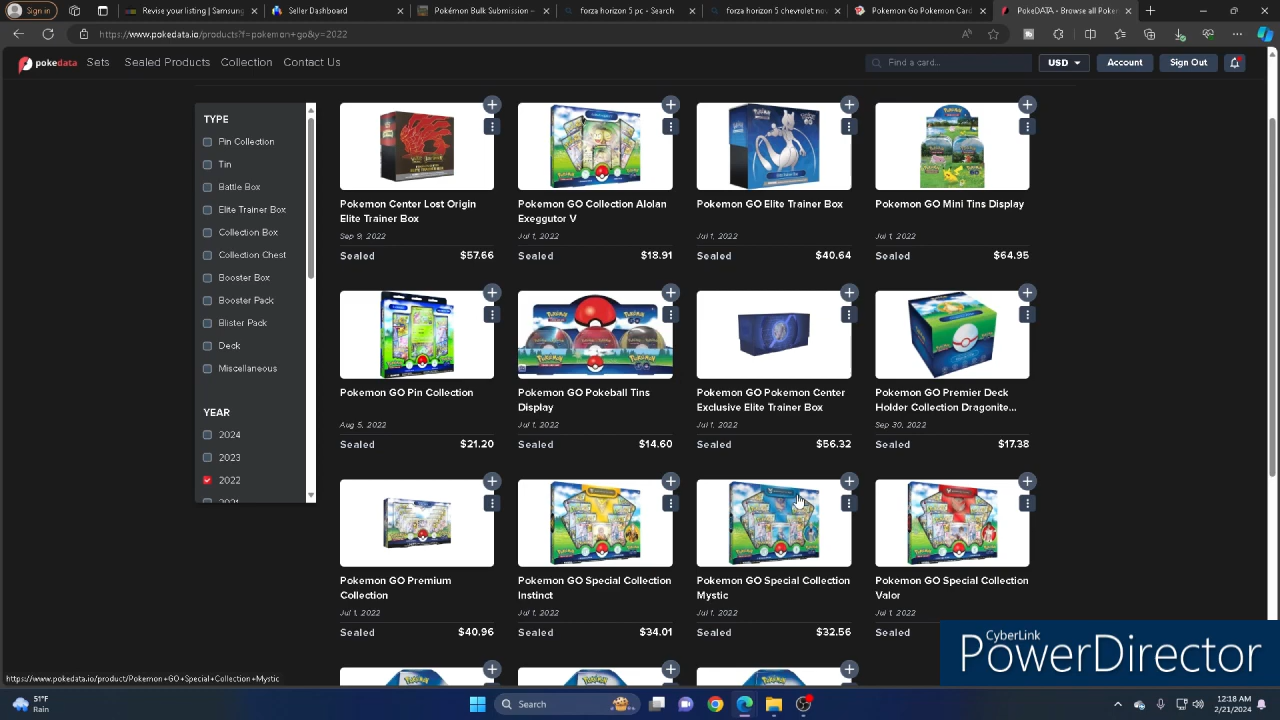 Sign in
Revise your listing | Samsung
Seller Dashboard
Pokémon Bulk Submission -
forza horizon 5 pc - Search
forza horizon 5 chevrolet nov
Pokemon Go Pokemon Card
PokeDATA - Browse all Poker
https://www.pokedata.io/products?f=pokemon+go&y=2022
pokedata
Sets
Sealed Products
Collection
Contact Us
Find a card...
USD
Account
Sign Out
TYPE
Pin Collection
Tin
Battle Box
Elite Trainer Box
Collection Box
Collection Chest
Booster Box
Booster Pack
Blister Pack
Deck
Miscellaneous
YEAR
2024
2023
2022
Pokemon Center Lost Origin
Elite Trainer Box
Sep 9, 2022
Sealed $57.66
Pokemon GO Collection Alolan
Exeggutor V
Jul 1, 2022
Sealed $18.91
Pokemon GO Elite Trainer Box
Jul 1, 2022
Sealed $40.64
Pokemon GO Mini Tins Display
Jul 1, 2022
Sealed $64.95
Pokemon GO Pin Collection
Aug 5, 2022
Sealed $21.20
Pokemon GO Pokeball Tins
Display
Jul 1, 2022
Sealed $14.60
Pokemon GO Pokemon Center
Exclusive Elite Trainer Box
Jul 1, 2022
Sealed $56.32
Pokemon GO Premier Deck
Holder Collection Dragonite...
Sep 30, 2022
Sealed $17.38
Pokemon GO Premium
Collection
Jul 1, 2022
Sealed $40.96
Pokemon GO Special Collection
Instinct
Jul 1, 2022
Sealed $34.01
Pokemon GO Special Collection
Mystic
Jul 1, 2022
Sealed $32.56
Pokemon GO Special Collection
Valor
Jul 1, 2022
Sealed
CyberLink
PowerDirector
https://www.pokedata.io/product/Pokemon+GO+Special+Collection+Mystic
51°F
Rain
Search
12:18 AM
2/21/2024